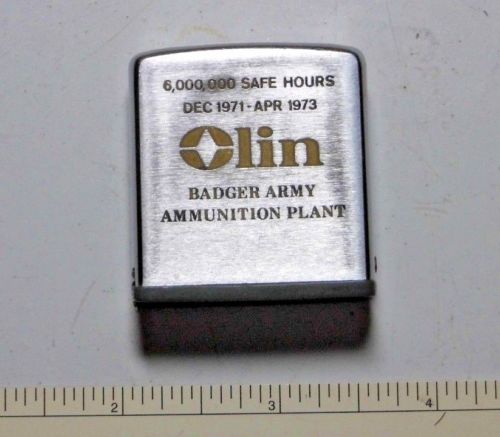 6,000,000 SAFE HOURS
DEC 1971 - APR 1973
Olin
BADGER ARMY
AMMUNITION PLANT
2 3 4